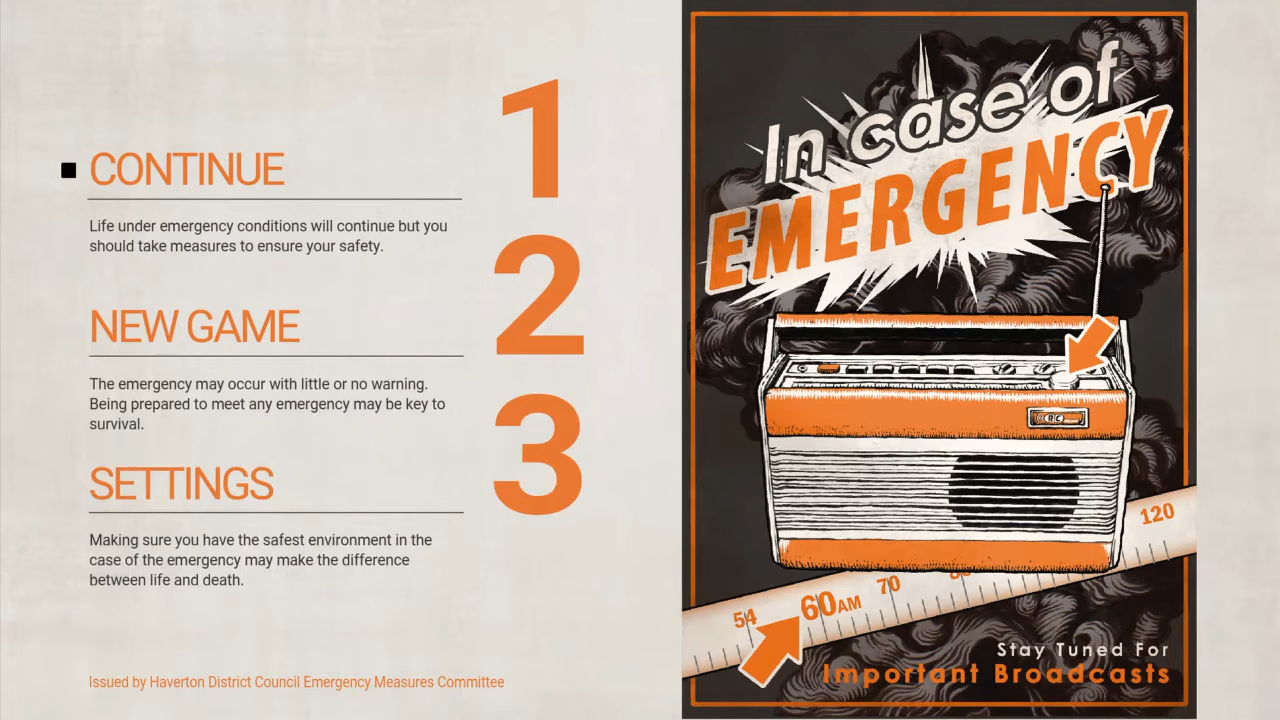 CONTINUE
1
Life under emergency conditions will continue but you
should take measures to ensure your safety.
NEW GAME
2
The emergency may occur with little or no warning.
Being prepared to meet any emergency may be key to
survival.
SETTINGS
3
Making sure you have the safest environment in the
case of the emergency may make the difference
between life and death.
Issued by Haverton District Council Emergency Measures Committee
In case of
EMERGENCY
54 60AM 70 120
Stay Tuned For
Important Broadcasts